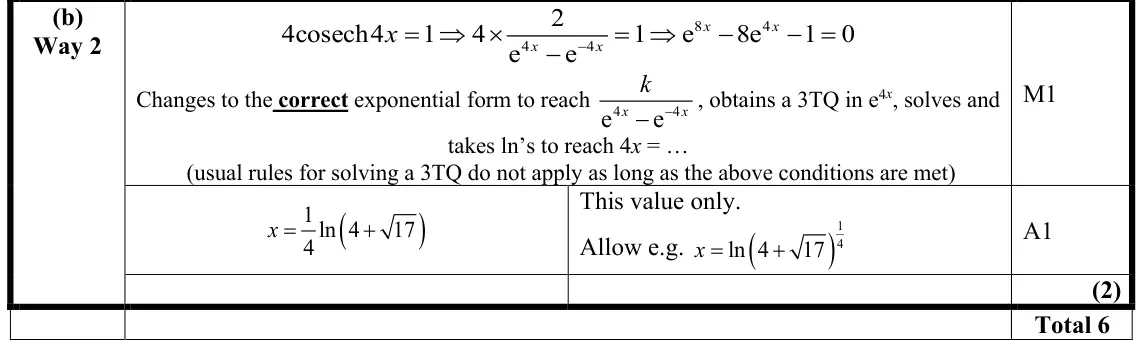 (b)
Way 2
4cosech4x = 1 ⇒ 4 × 2/(e^{4x} − e^{−4x}) = 1 ⇒ e^{8x} − 8e^{4x} − 1 = 0
Changes to the correct exponential form to reach k/(e^{4x} − e^{−4x}), obtains a 3TQ in e^{4x}, solves and
takes ln’s to reach 4x = …
(usual rules for solving a 3TQ do not apply as long as the above conditions are met)
M1
x = 1/4 ln(4 + √17)
This value only.
Allow e.g. x = ln(4 + √17)^{1/4}
A1
(2)
Total 6